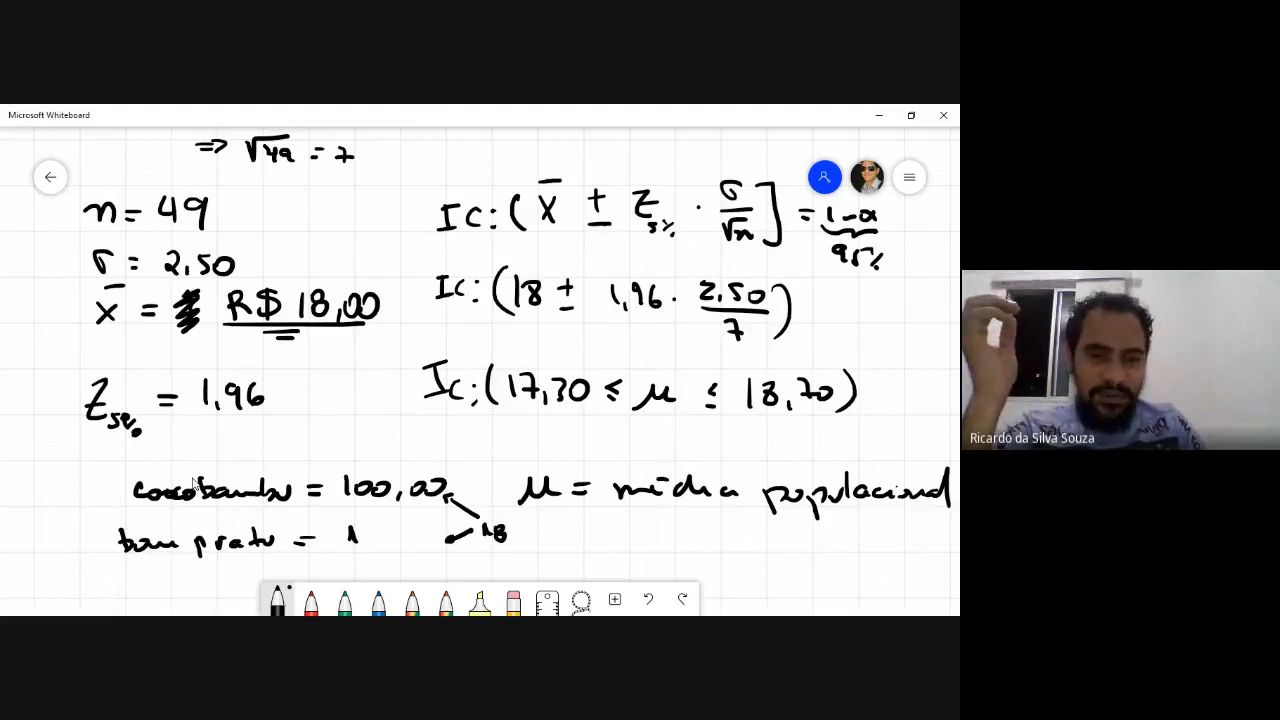 Microsoft Whiteboard
=> √49 = 7
n = 49
σ = 2,50
x̄ = R$ 18,00
Z5% = 1,96
IC: ( x̄ ± Z5% · σ/√n ] = 1-α
95%
IC: (18 ± 1,96 · 2,50/7)
IC: (17,30 ≤ μ ≤ 18,70)
cocobambu = 100,00
18
bom prato = 1
μ = média populacional
Ricardo da Silva Souza